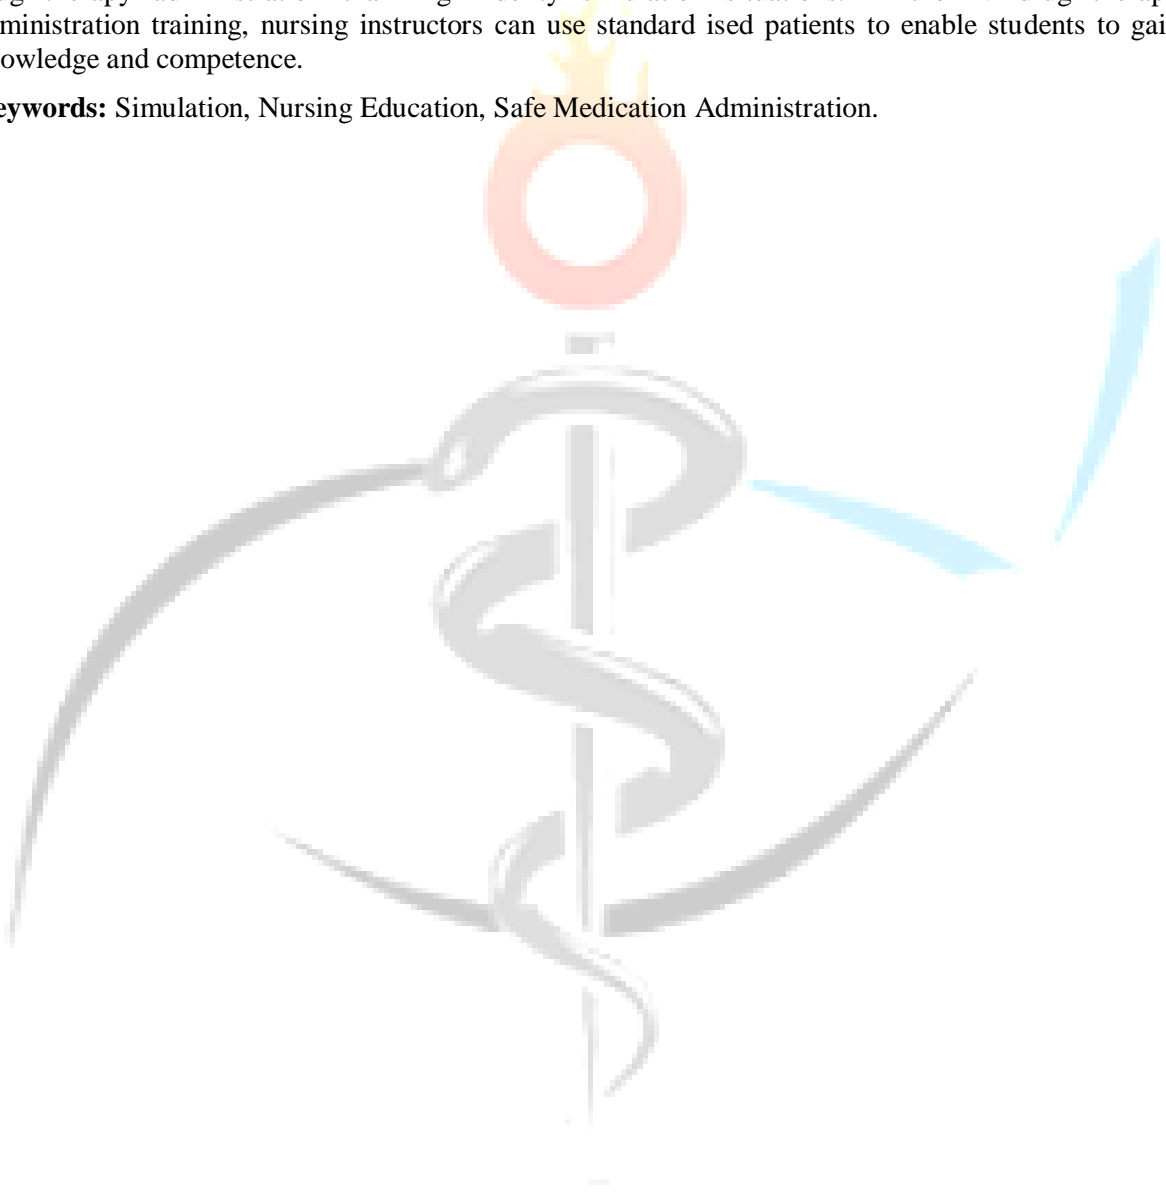 ministration training, nursing instructors can use standard ised patients to enable students to gai
owledge and competence.
eywords: Simulation, Nursing Education, Safe Medication Administration.